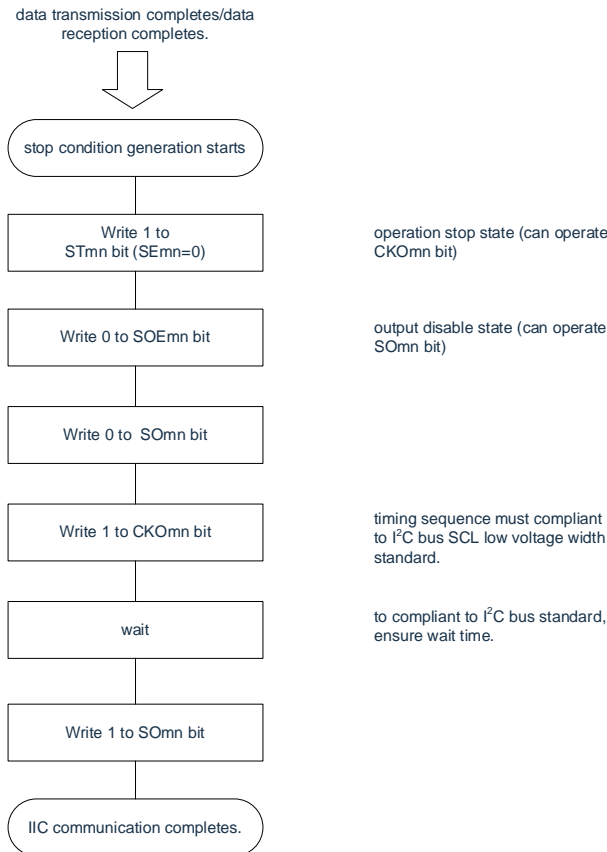 data transmission completes/data
reception completes.
stop condition generation starts
Write 1 to
STmn bit (SEmn=0)
operation stop state (can operate
CKOmn bit)
Write 0 to SOEmn bit
output disable state (can operate
SOmn bit)
Write 0 to SOmn bit
Write 1 to CKOmn bit
timing sequence must compliant
to I²C bus SCL low voltage width
standard.
wait
to compliant to I²C bus standard,
ensure wait time.
Write 1 to SOmn bit
IIC communication completes.